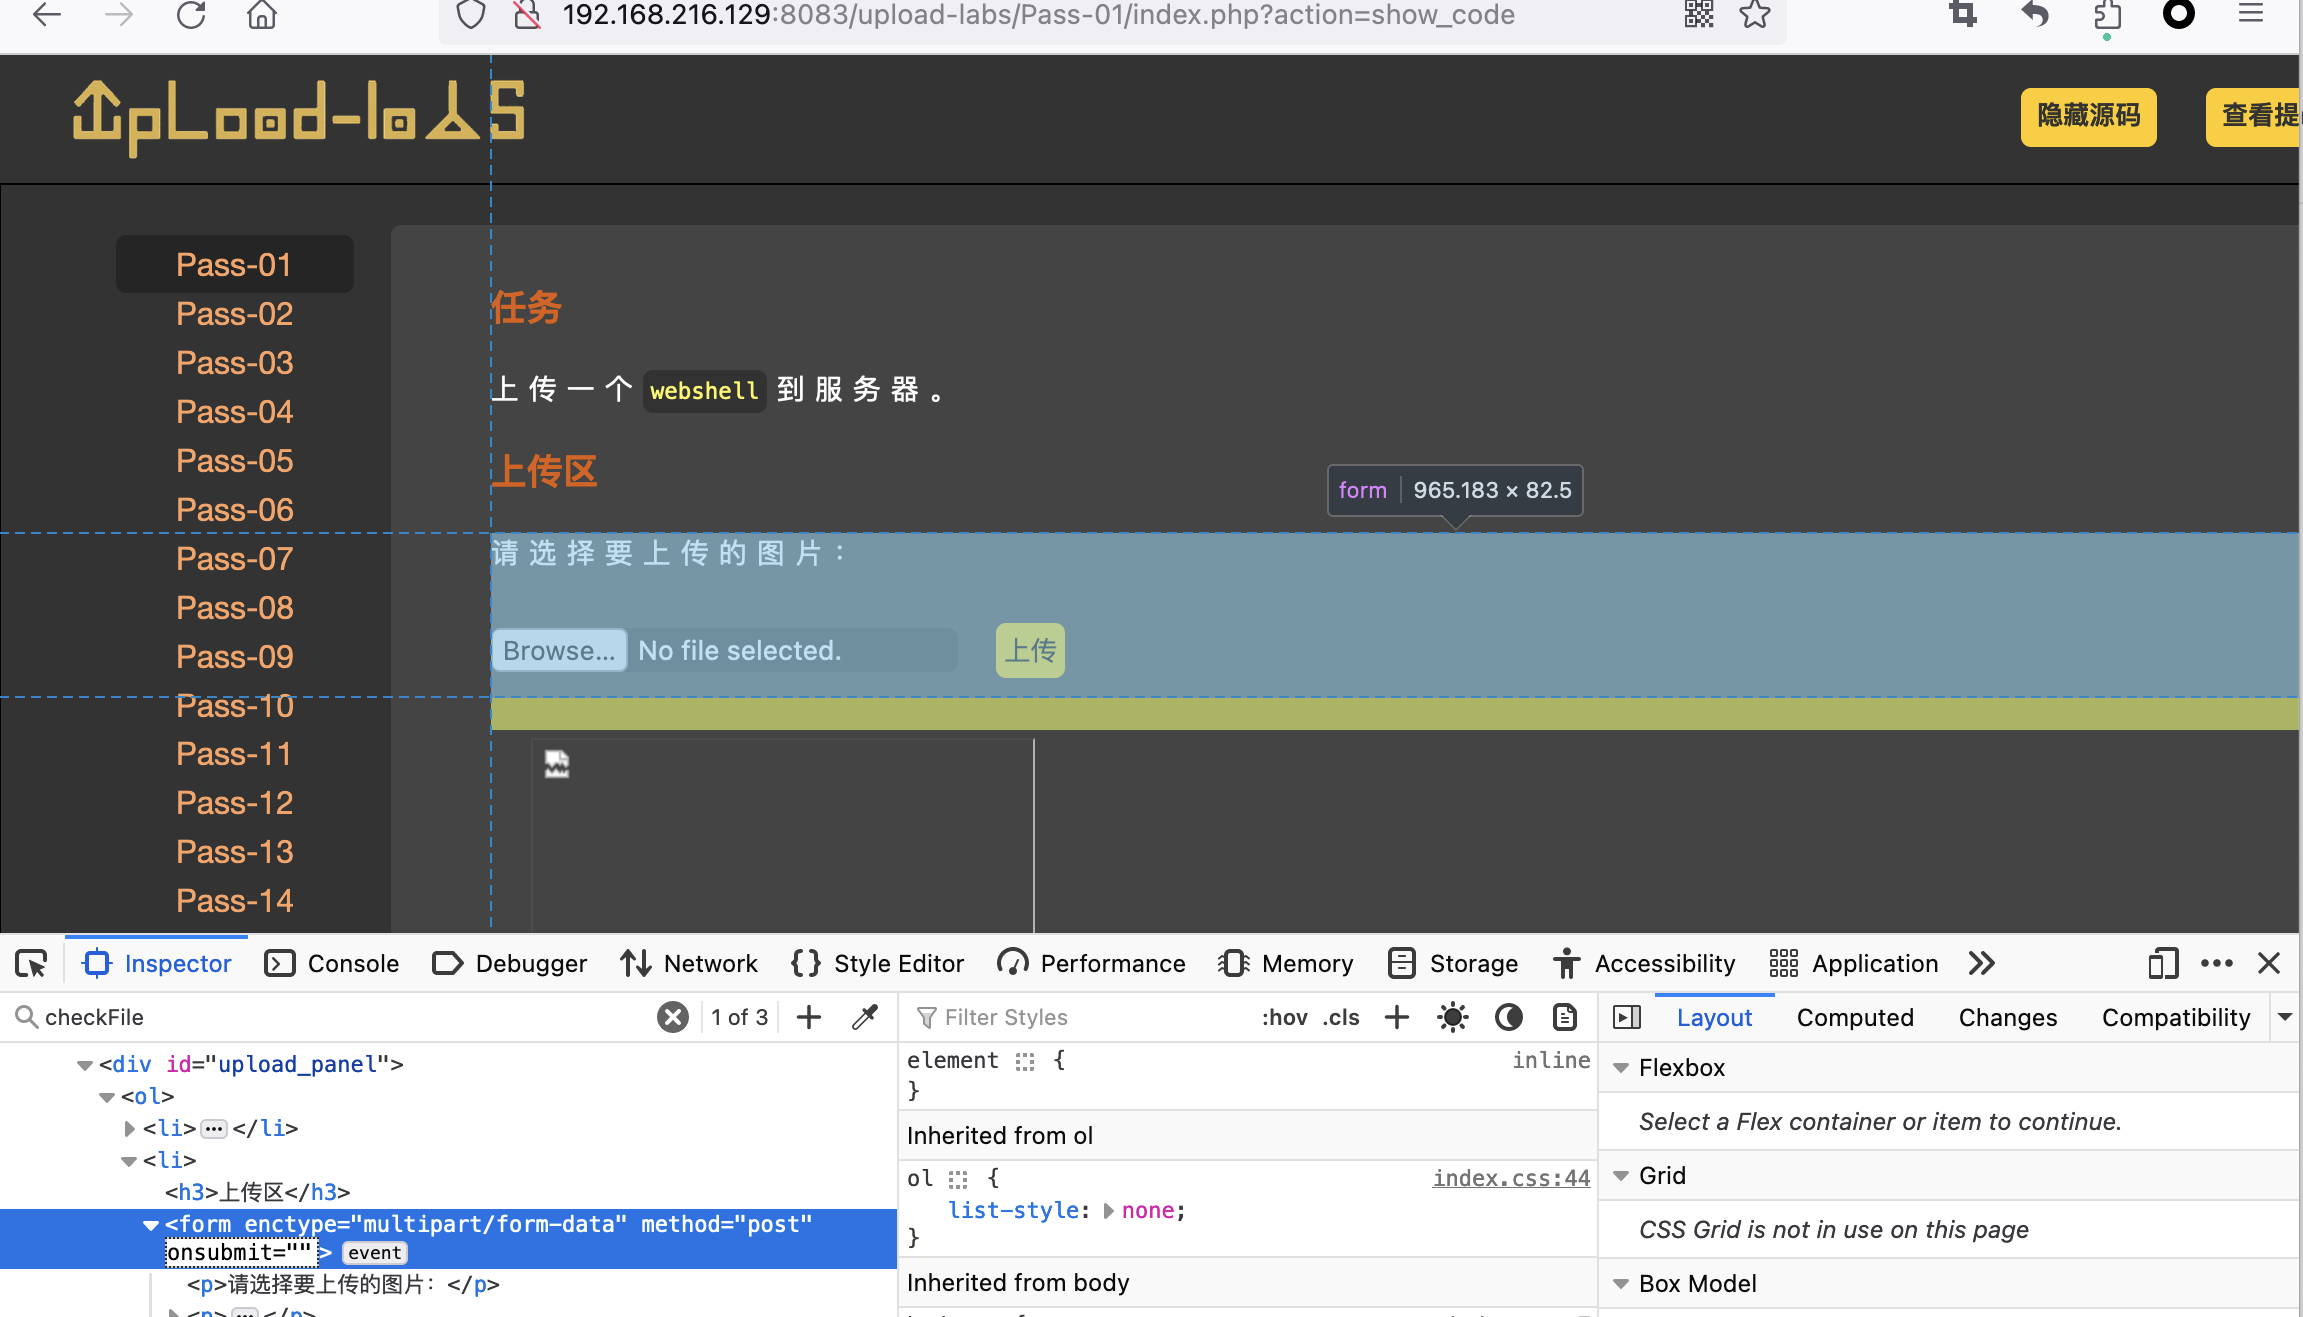 192.168.216.129:8083/upload-labs/Pass-01/index.php?action=show_code
UpLoad-labs
隐藏源码
查看提
Pass-01
Pass-02
Pass-03
Pass-04
Pass-05
Pass-06
Pass-07
Pass-08
Pass-09
Pass-10
Pass-11
Pass-12
Pass-13
Pass-14
任务
上传一个 webshell 到服务器。
上传区
form 965.183 × 82.5
请选择要上传的图片：
Browse... No file selected. 上传
Inspector Console Debugger Network Style Editor Performance Memory Storage Accessibility Application
checkFile 1 of 3
<div id="upload_panel">
<ol>
<li>…</li>
<li>
<h3>上传区</h3>
<form enctype="multipart/form-data" method="post"
onsubmit=""> event
<p>请选择要上传的图片：</p>
<p>…</p>
Filter Styles :hov .cls
element { inline
}
Inherited from ol
ol { index.css:44
list-style: none;
}
Inherited from body
Layout Computed Changes Compatibility
Flexbox
Select a Flex container or item to continue.
Grid
CSS Grid is not in use on this page
Box Model